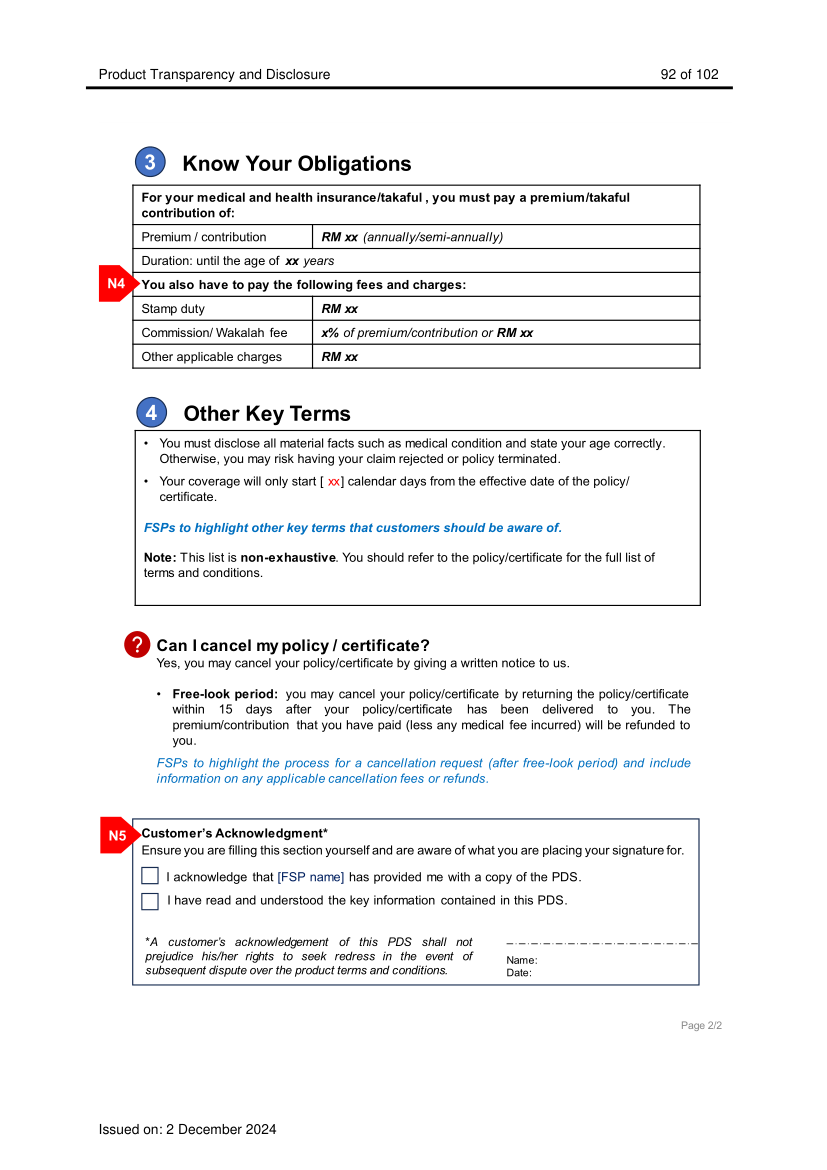 Product Transparency and Disclosure 92 of 102
3 Know Your Obligations
For your medical and health insurance/takaful , you must pay a premium/takaful
contribution of:
Premium / contribution RM xx (annually/semi-annually)
Duration: until the age of xx years
N4 You also have to pay the following fees and charges:
Stamp duty RM xx
Commission/ Wakalah fee x% of premium/contribution or RM xx
Other applicable charges RM xx
4 Other Key Terms
• You must disclose all material facts such as medical condition and state your age correctly.
Otherwise, you may risk having your claim rejected or policy terminated.
• Your coverage will only start [ xx] calendar days from the effective date of the policy/
certificate.
FSPs to highlight other key terms that customers should be aware of.
Note: This list is non-exhaustive. You should refer to the policy/certificate for the full list of
terms and conditions.
? Can I cancel my policy / certificate?
Yes, you may cancel your policy/certificate by giving a written notice to us.
• Free-look period: you may cancel your policy/certificate by returning the policy/certificate
within 15 days after your policy/certificate has been delivered to you. The
premium/contribution that you have paid (less any medical fee incurred) will be refunded to
you.
FSPs to highlight the process for a cancellation request (after free-look period) and include
information on any applicable cancellation fees or refunds.
N5 Customer's Acknowledgment*
Ensure you are filling this section yourself and are aware of what you are placing your signature for.
I acknowledge that [FSP name] has provided me with a copy of the PDS.
I have read and understood the key information contained in this PDS.
*A customer's acknowledgement of this PDS shall not
prejudice his/her rights to seek redress in the event of
subsequent dispute over the product terms and conditions.
Name:
Date:
Page 2/2
Issued on: 2 December 2024